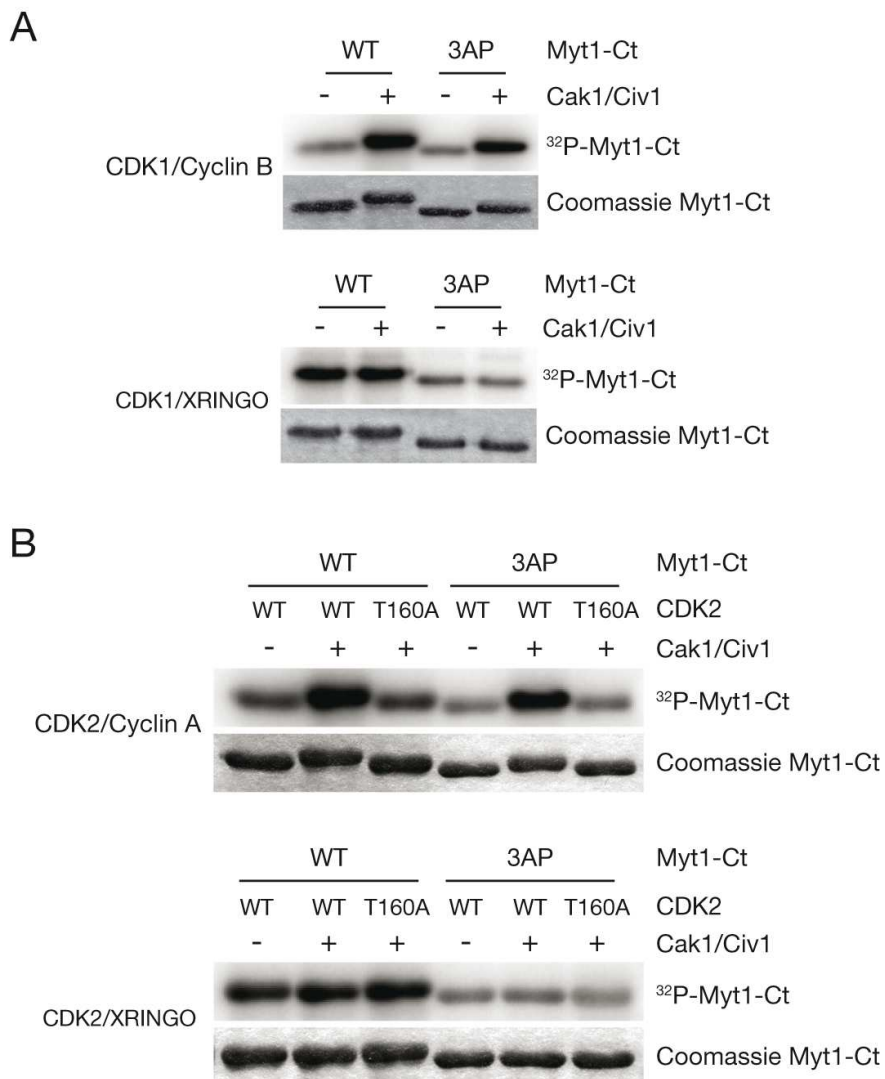 A
WT 3AP Myt1-Ct
- + - + Cak1/Civ1
CDK1/Cyclin B
³²P-Myt1-Ct
Coomassie Myt1-Ct
WT 3AP Myt1-Ct
- + - + Cak1/Civ1
CDK1/XRINGO
³²P-Myt1-Ct
Coomassie Myt1-Ct
B
WT 3AP Myt1-Ct
WT WT T160A WT WT T160A CDK2
- + + - + + Cak1/Civ1
CDK2/Cyclin A
³²P-Myt1-Ct
Coomassie Myt1-Ct
WT 3AP Myt1-Ct
WT WT T160A WT WT T160A CDK2
- + + - + + Cak1/Civ1
CDK2/XRINGO
³²P-Myt1-Ct
Coomassie Myt1-Ct